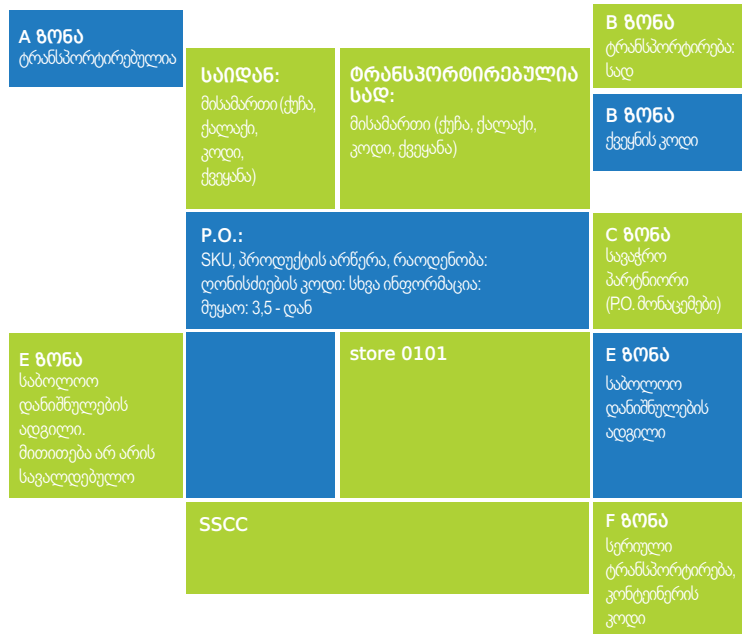 A ზონა
ტრანსპორტირებულია
საიდან:
მისამართი (ქუჩა,
ქალაქი,
კოდი,
ქვეყანა)
ტრანსპორტირებულია
სად:
მისამართი (ქუჩა, ქალაქი,
კოდი, ქვეყანა)
B ზონა
ტრანსპორტირება:
სად
B ზონა
ქვეყნის კოდი
P.O.:
SKU, პროდუქტის არწერა, რაოდენობა:
ღონისძიების კოდი: სხვა ინფორმაცია:
მუყაო: 3,5 - დან
C ზონა
სავაჭრო
პარტნიორი
(P.O. მონაცემები)
E ზონა
საბოლოო
დანიშნულების
ადგილი.
მითითება არ არის
სავალდებულო
store 0101
E ზონა
საბოლოო
დანიშნულების
ადგილი
SSCC
F ზონა
სერიული
ტრანსპორტირება,
კონტეინერის
კოდი